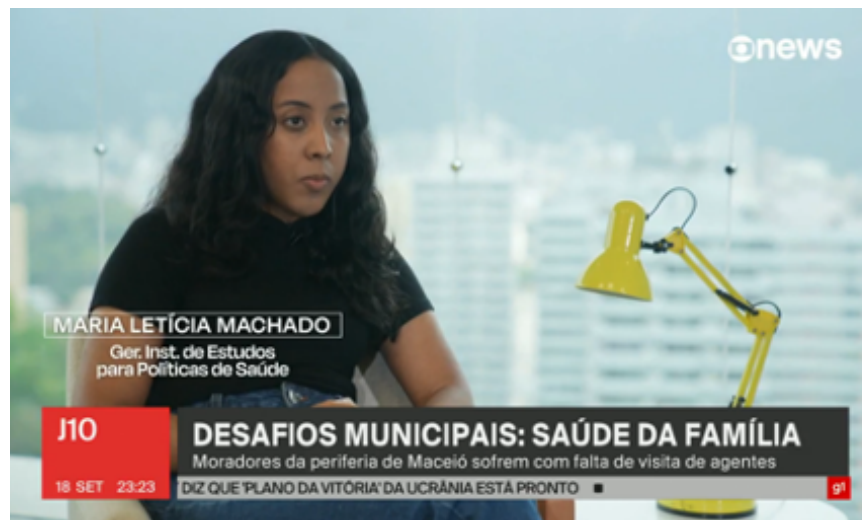 news
MARIA LETÍCIA MACHADO
Ger. Inst. de Estudos
para Políticas de Saúde
J10
DESAFIOS MUNICIPAIS: SAÚDE DA FAMÍLIA
Moradores da periferia de Maceió sofrem com falta de visita de agentes
18 SET 23:23
DIZ QUE 'PLANO DA VITÓRIA' DA UCRÂNIA ESTÁ PRONTO
g1